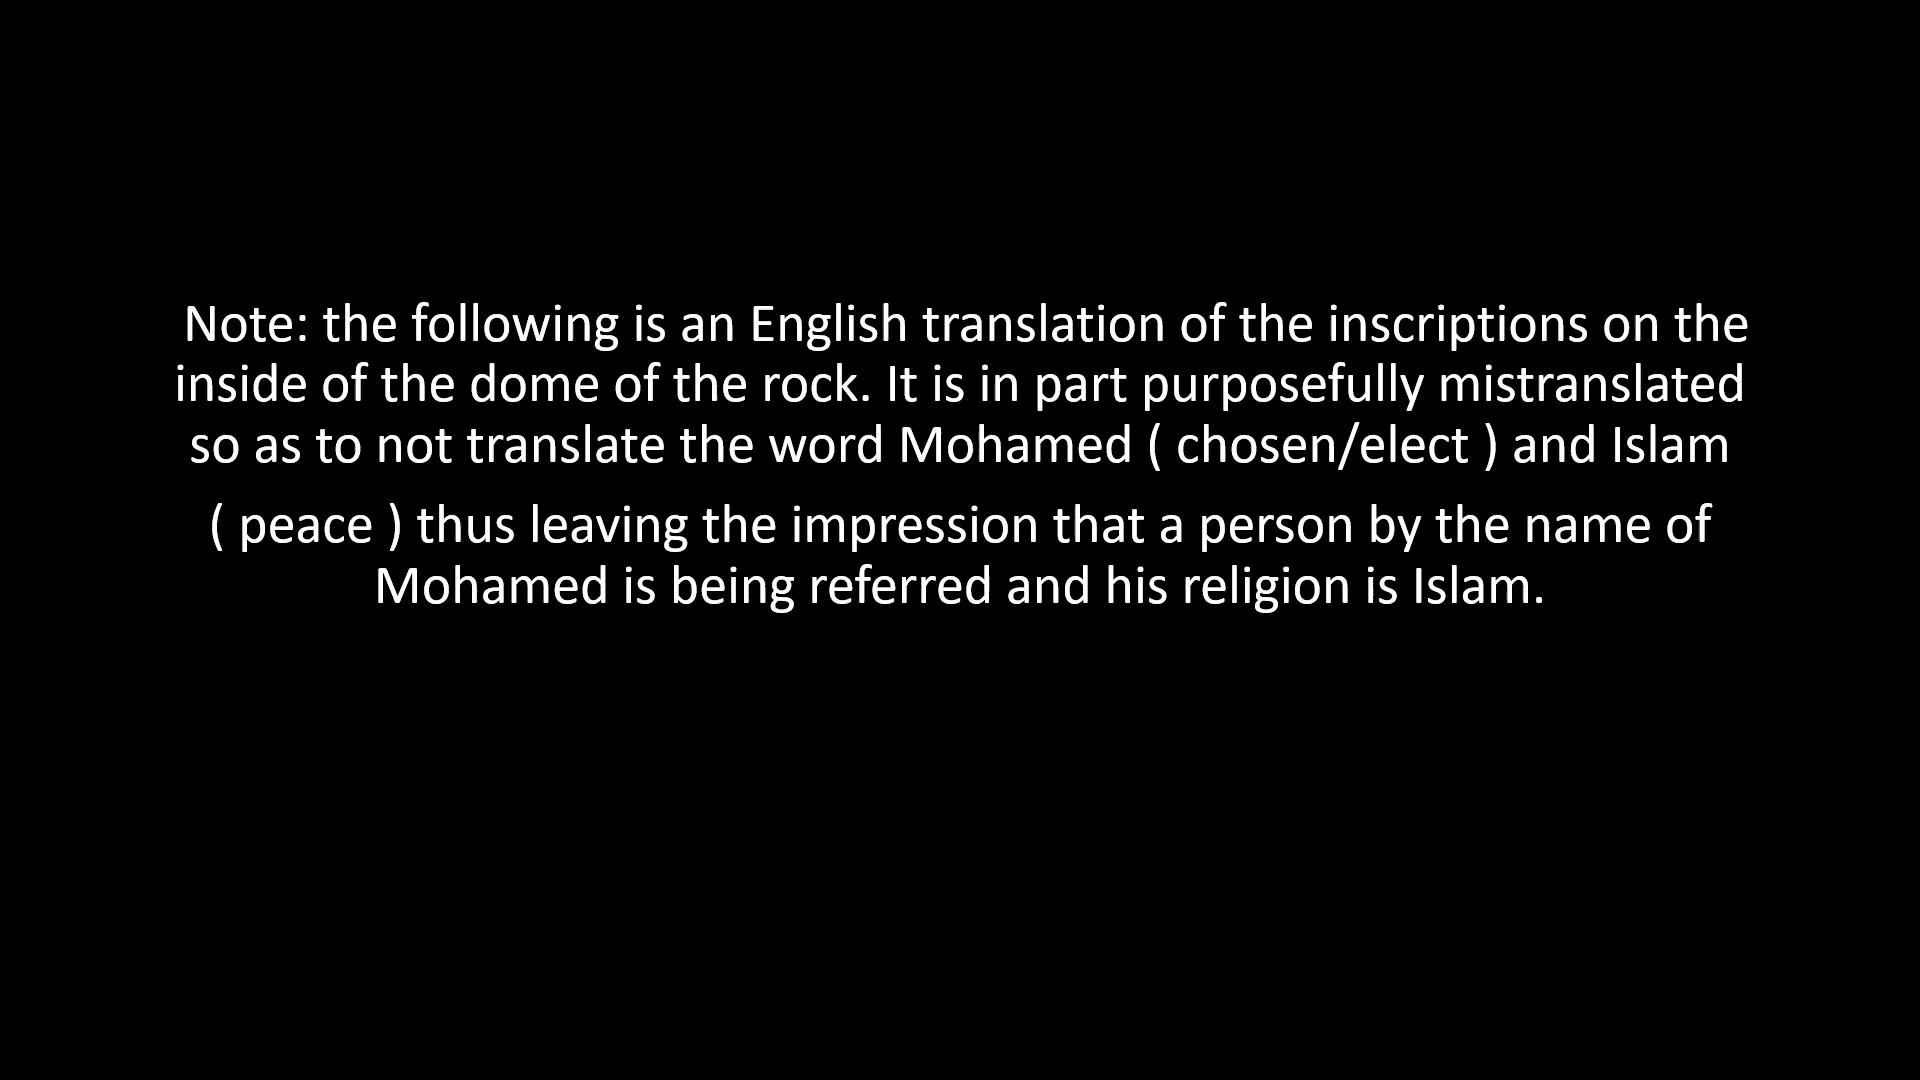 Note: the following is an English translation of the inscriptions on the
inside of the dome of the rock. It is in part purposefully mistranslated
so as to not translate the word Mohamed ( chosen/elect ) and Islam
( peace ) thus leaving the impression that a person by the name of
Mohamed is being referred and his religion is Islam.